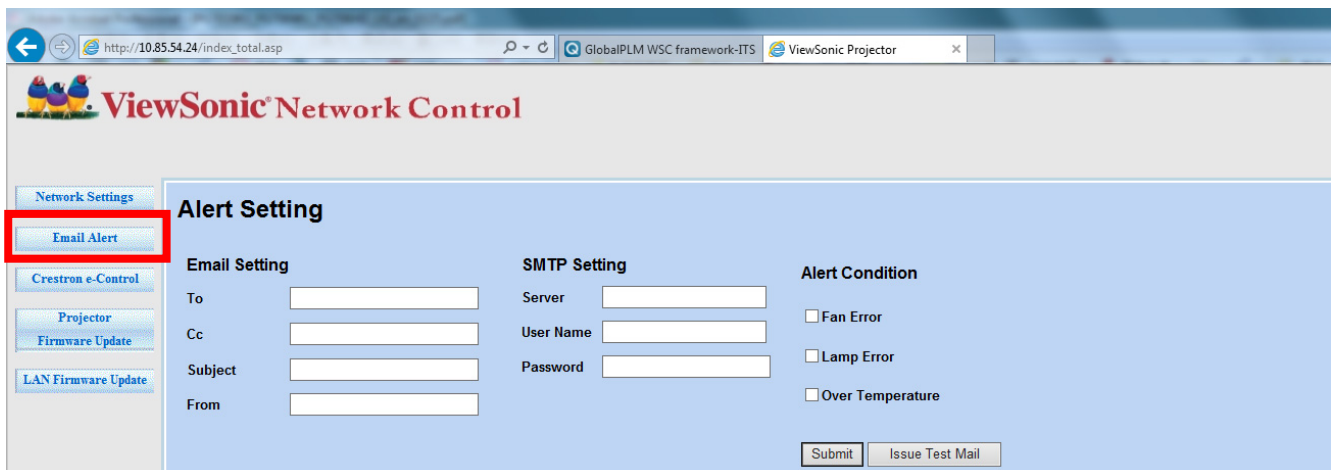 http://10.85.54.24/index_total.asp
GlobalPLM WSC framework-ITS
ViewSonic Projector
ViewSonic® Network Control
Network Settings
Email Alert
Crestron e-Control
Projector
Firmware Update
LAN Firmware Update
Alert Setting
Email Setting
To
Cc
Subject
From
SMTP Setting
Server
User Name
Password
Alert Condition
Fan Error
Lamp Error
Over Temperature
Submit
Issue Test Mail